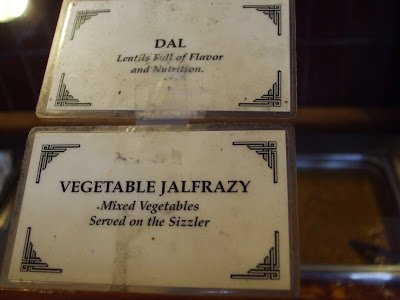 DAL
Lentils Full of Flavor
and Nutrition.
VEGETABLE JALFRAZY
.Mixed Vegetables
Served on the Sizzler